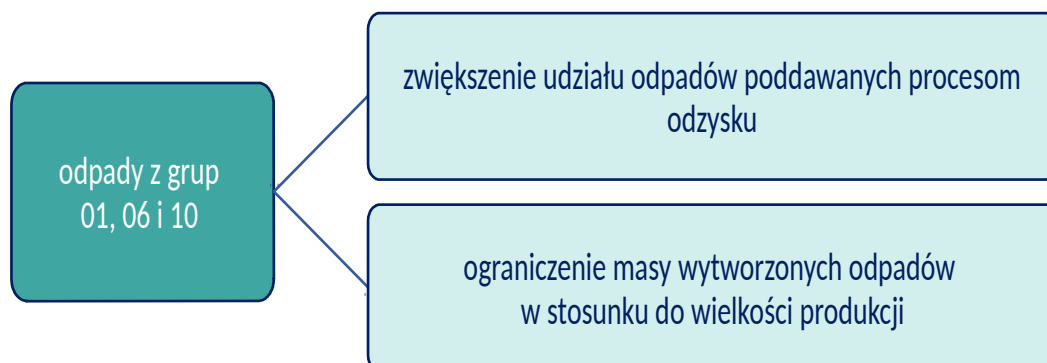 odpady z grup
01, 06 i 10
zwiększenie udziału odpadów poddawanych procesom
odzysku
ograniczenie masy wytworzonych odpadów
w stosunku do wielkości produkcji